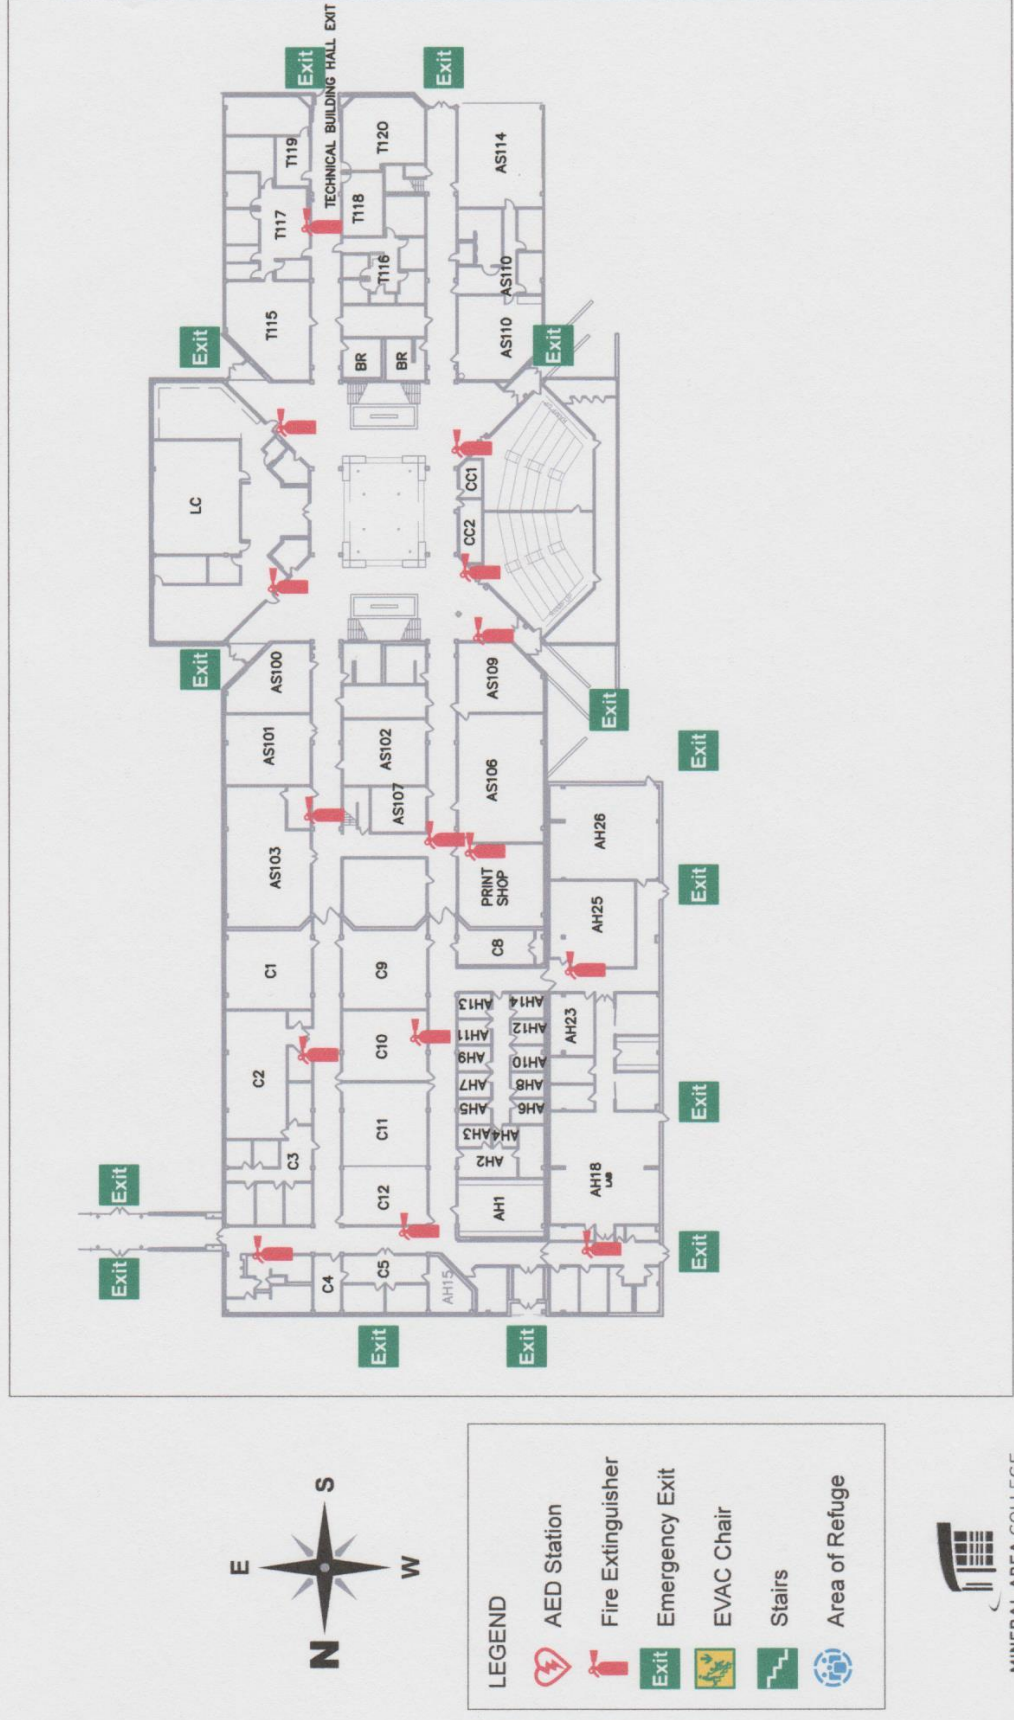 Exit
Exit
LC
Exit
Exit
C2
C1
AS103
AS101
AS100
T115
T117
T119
C3
Exit
C4
TECHNICAL BUILDING HALL EXIT
Exit
C5
C12
C11
C10
C9
AS107
AS102
BR
BR
T116
T118
T120
Exit
AH15
AH1
AH2
AH3
AH4
AH5
AH6
AH7
AH8
AH9
AH10
AH11
AH12
AH13
AH14
C8
PRINT
SHOP
AS106
AS109
CC2
CC1
AS110
AS110
AS114
Exit
Exit
Exit
AH18
LAB
AH23
AH25
AH26
Exit
Exit
Exit
Exit
Exit
N
E
S
W
LEGEND
AED Station
Fire Extinguisher
Exit
Emergency Exit
EVAC Chair
Stairs
Area of Refuge
MINERAL AREA COLLEGE